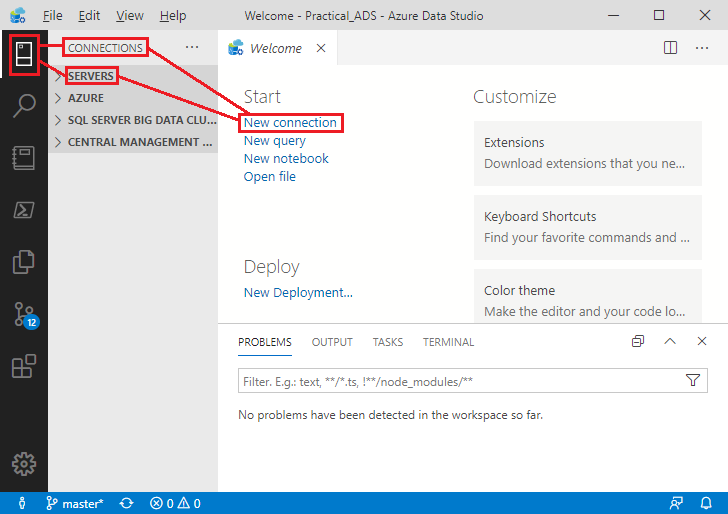 File Edit View Help Welcome - Practical_ADS - Azure Data Studio
CONNECTIONS ...
SERVERS
AZURE
SQL SERVER BIG DATA CLU...
CENTRAL MANAGEMENT ...
12
Welcome
Start
New connection
New query
New notebook
Open file
Deploy
New Deployment...
Customize
Extensions
Download extensions that you ne...
Keyboard Shortcuts
Find your favorite commands and ...
Color theme
Make the editor and your code lo...
PROBLEMS OUTPUT TASKS TERMINAL
Filter. E.g.: text, **/*.ts, !**/node_modules/**
No problems have been detected in the workspace so far.
master* 0 0